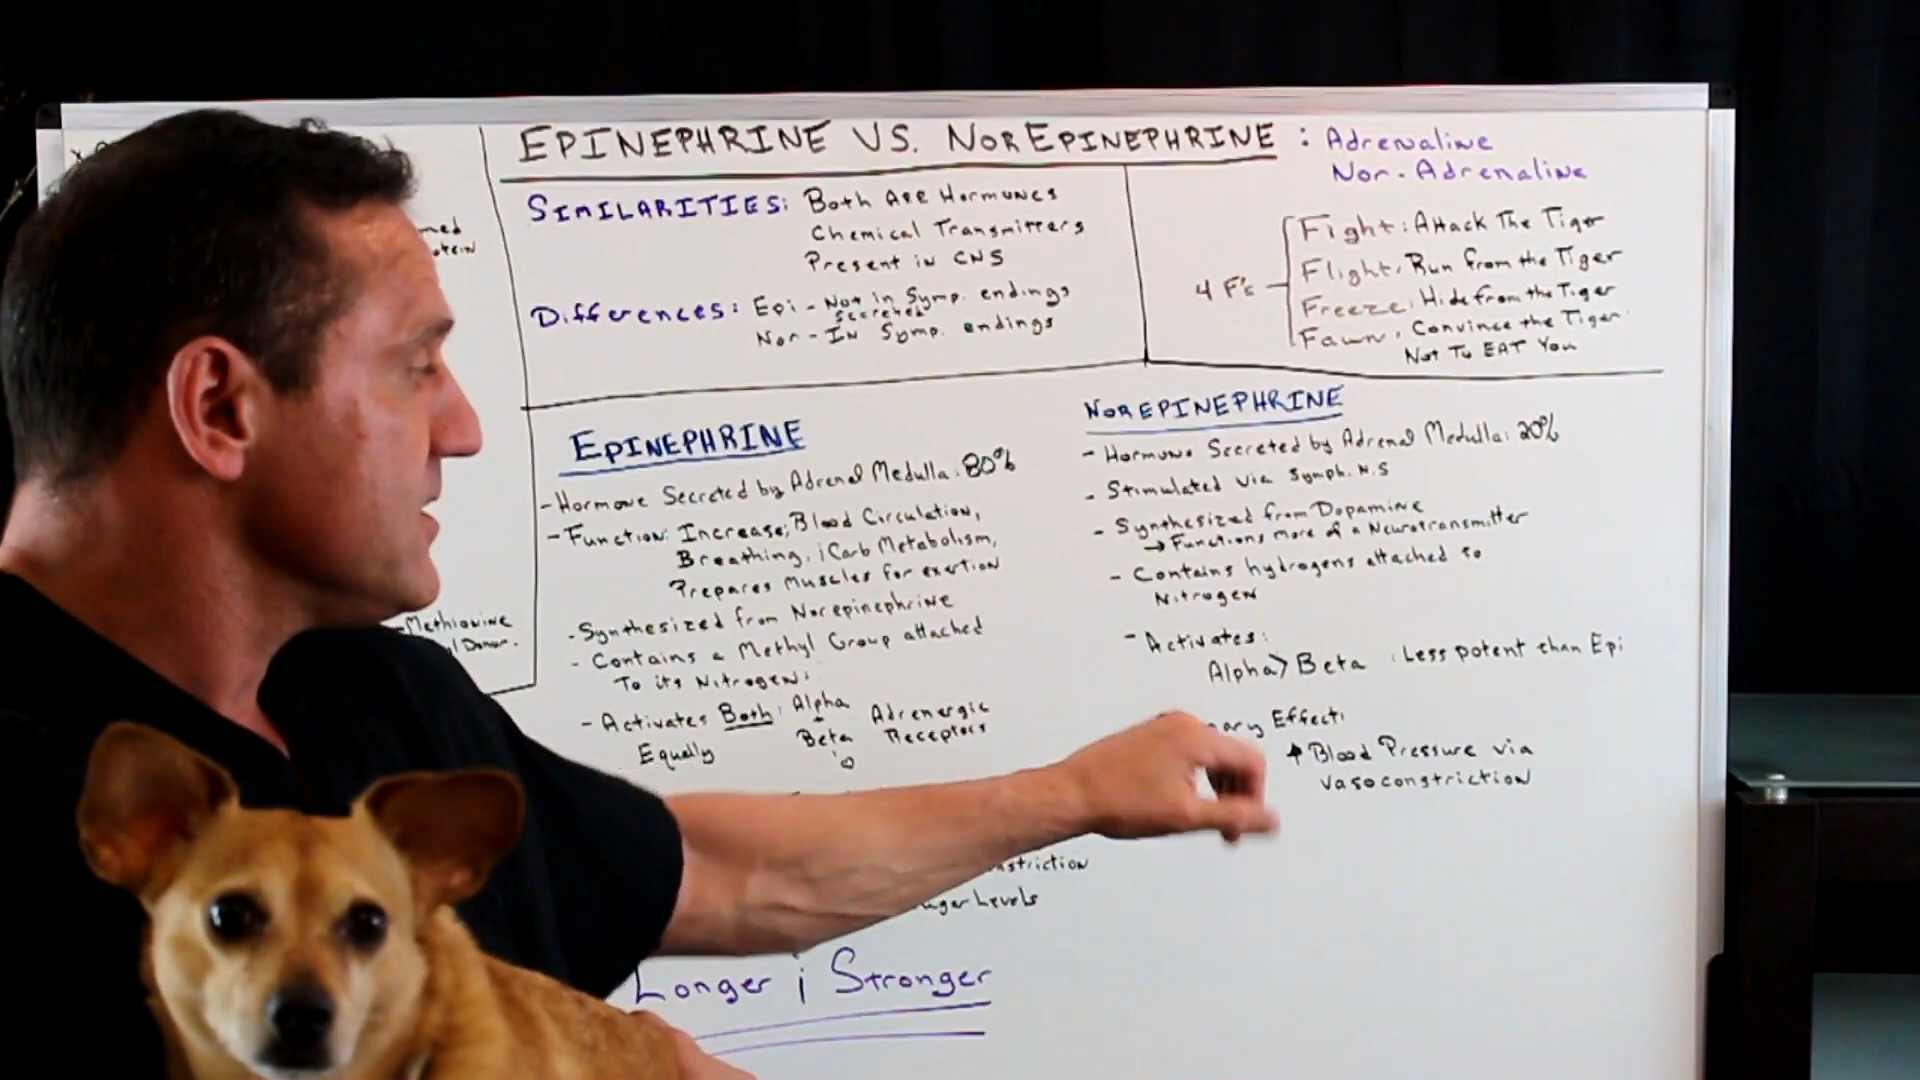 EPINEPHRINE VS. NOREPINEPHRINE : Adrenaline
Nor-Adrenaline
SIMILARITIES: Both Are Hormones
Chemical Transmitters
Present in CNS
Differences: Epi - Not in Symp. endings
secreted
Nor - In Symp. endings
4 F's
Fight: Attack The Tiger
Flight: Run from the Tiger
Freeze: Hide from the Tiger
Fawn: Convince the Tiger
Not To EAT You
Methionine
Donor.
EPINEPHRINE
- Hormone Secreted by Adrenal Medulla: 80%
- Function: Increase; Blood Circulation,
Breathing, ¡ Carb Metabolism,
Prepares Muscles for exertion
- Synthesized from Norepinephrine
- Contains a Methyl Group attached
To its Nitrogen:
- Activates Both: Alpha
+
Beta
Adrenergic
Receptors
Equally
Longer ¡ Stronger
NOREPINEPHRINE
- Hormone Secreted by Adrenal Medulla: 20%
- Stimulated via Symph. N.S
- Synthesized from Dopamine
→ Functions more of a Neurotransmitter
- Contains hydrogens attached to
Nitrogen
- Activates:
Alpha > Beta : Less potent than Epi
Effect:
↑ Blood Pressure via
vasoconstriction